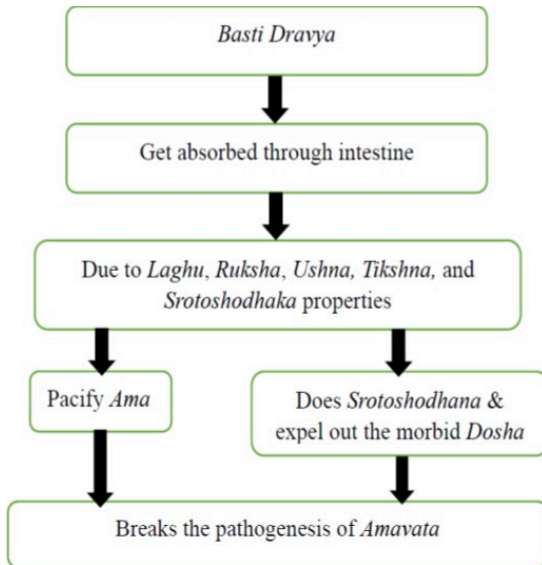 Basti Dravya
Get absorbed through intestine
Due to Laghu, Ruksha, Ushna, Tikshna, and
Srotoshodhaka properties
Pacify Ama
Does Srotoshodhana &
expel out the morbid Dosha
Breaks the pathogenesis of Amavata